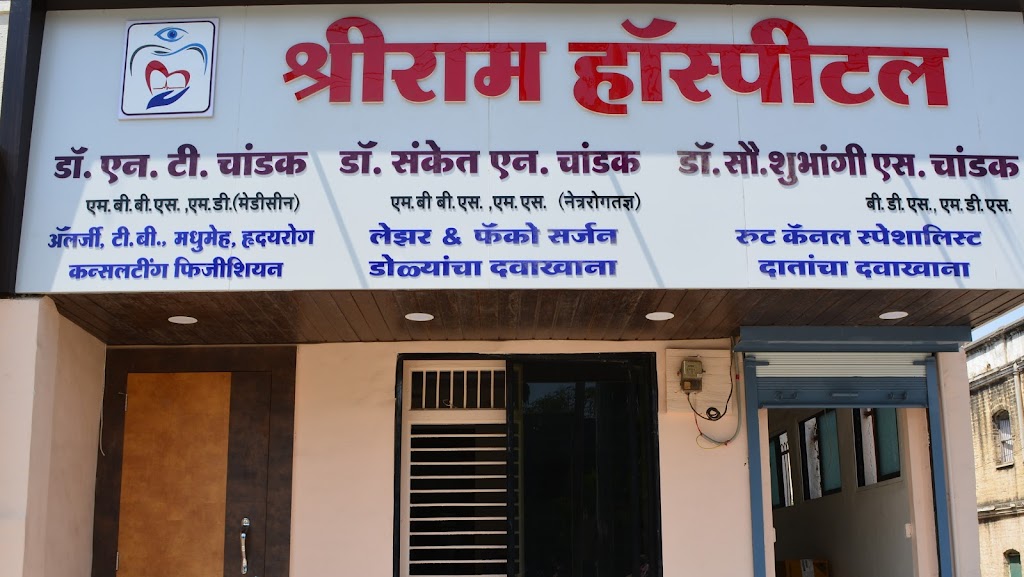 श्रीराम हॉस्पीटल
डॉ. एन. टी. चांडक
एम.बी.बी.एस.,एम.डी.(मेडीसीन)
ॲलर्जी, टी.बी., मधुमेह, हृदयरोग
कन्सलटींग फिजीशियन
डॉ. संकेत एन. चांडक
एम.बी बी.एस. ,एम.एस. (नेत्ररोगतज्ञ)
लेझर & फॅको सर्जन
डोळ्यांचा दवाखाना
डॉ.सौ.शुभांगी एस. चांडक
बी.डी.एस., एम.डी.एस.
रुट कॅनल स्पेशालिस्ट
दातांचा दवाखाना